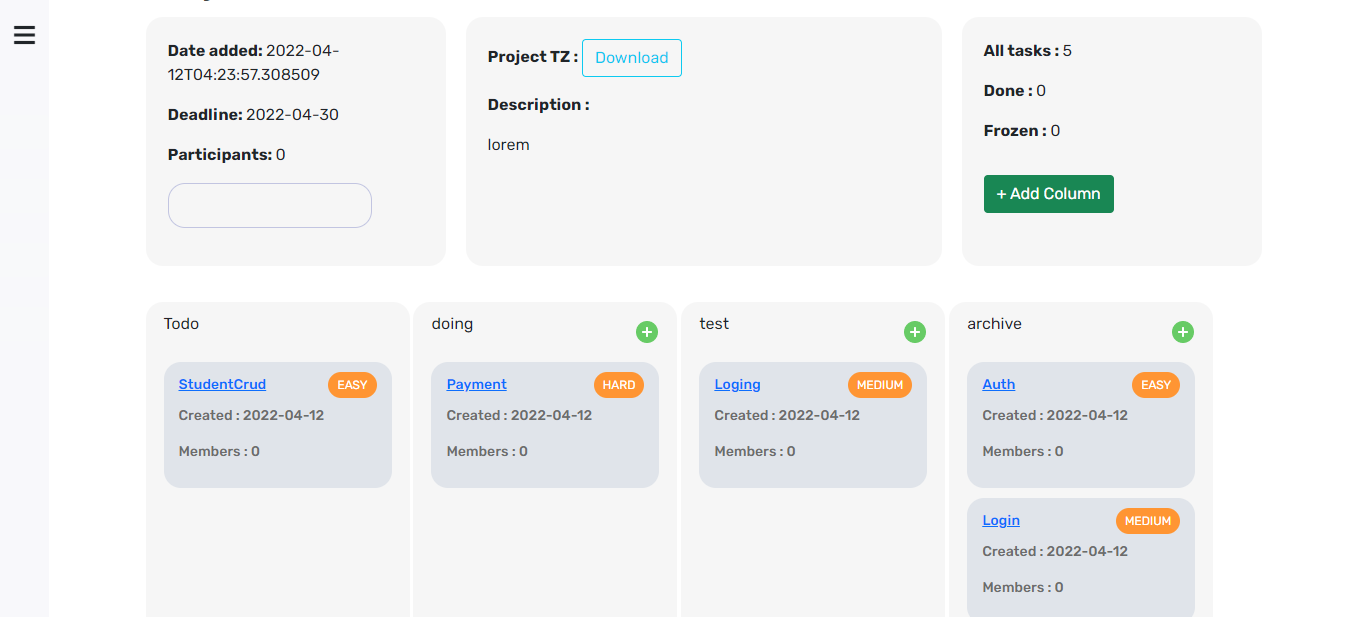 Date added: 2022-04-
12T04:23:57.308509
Deadline: 2022-04-30
Participants: 0
Project TZ : Download
Description :
lorem
All tasks : 5
Done : 0
Frozen : 0
+ Add Column
Todo
StudentCrud EASY
Created : 2022-04-12
Members : 0
doing
Payment HARD
Created : 2022-04-12
Members : 0
test
Loging MEDIUM
Created : 2022-04-12
Members : 0
archive
Auth EASY
Created : 2022-04-12
Members : 0
Login MEDIUM
Created : 2022-04-12
Members : 0